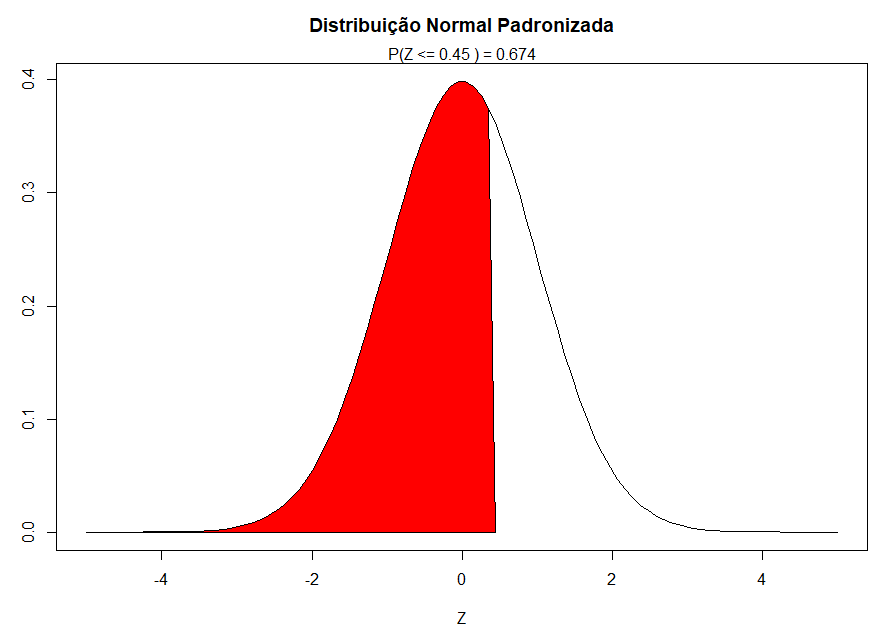 Distribuição Normal Padronizada
P(Z <= 0.45 ) = 0.674
0.4
0.3
0.2
0.1
0.0
-4 -2 0 2 4
Z